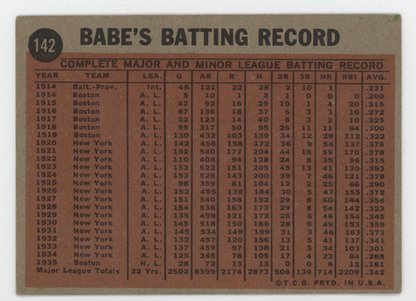 142 BABE'S BATTING RECORD
COMPLETE MAJOR AND MINOR LEAGUE BATTING RECORD
YEAR TEAM LEA. G AB R H 2B 3B HR RBI AVG.
1914 Balt.-Prov. Int. 46 121 22 28 2 10 1 .231
1914 Boston A. L. 5 10 1 2 1 0 0 0 .200
1915 Boston A. L. 42 92 16 29 10 1 4 20 .315
1916 Boston A. L. 67 136 18 37 5 3 3 16 .272
1917 Boston A. L. 52 123 14 40 6 3 2 10 .325
1918 Boston A. L. 95 317 50 95 26 11 11 64 .300
1919 Boston A. L. 130 432 103 139 34 12 29 112 .322
1920 New York A. L. 142 458 158 172 36 9 54 137 .376
1921 New York A. L. 152 540 177 204 44 16 59 170 .378
1922 New York A. L. 110 406 94 128 24 8 35 96 .315
1923 New York A. L. 152 522 151 205 45 13 41 130 .393
1924 New York A. L. 153 529 143 200 39 7 46 121 .378
1925 New York A. L. 98 359 61 104 12 2 25 66 .290
1926 New York A. L. 152 495 139 184 30 5 47 155 .372
1927 New York A. L. 151 540 158 192 29 8 60 164 .356
1928 New York A. L. 154 536 163 173 29 8 54 142 .323
1929 New York A. L. 135 499 121 172 26 6 46 154 .345
1930 New York A. L. 145 518 150 186 28 9 49 153 .359
1931 New York A. L. 145 534 149 199 31 3 46 163 .373
1932 New York A. L. 132 457 120 156 13 5 41 137 .341
1933 New York A. L. 137 459 97 138 21 3 34 103 .301
1934 New York A. L. 125 365 78 105 17 4 22 84 .288
1935 Boston N. L. 28 72 13 13 0 0 6 12 .181
Major League Totals 22 Yrs. 2502 8399 2174 2873 506 136 714 2209 .342
©T.C.G. PRTD. IN U.S.A.